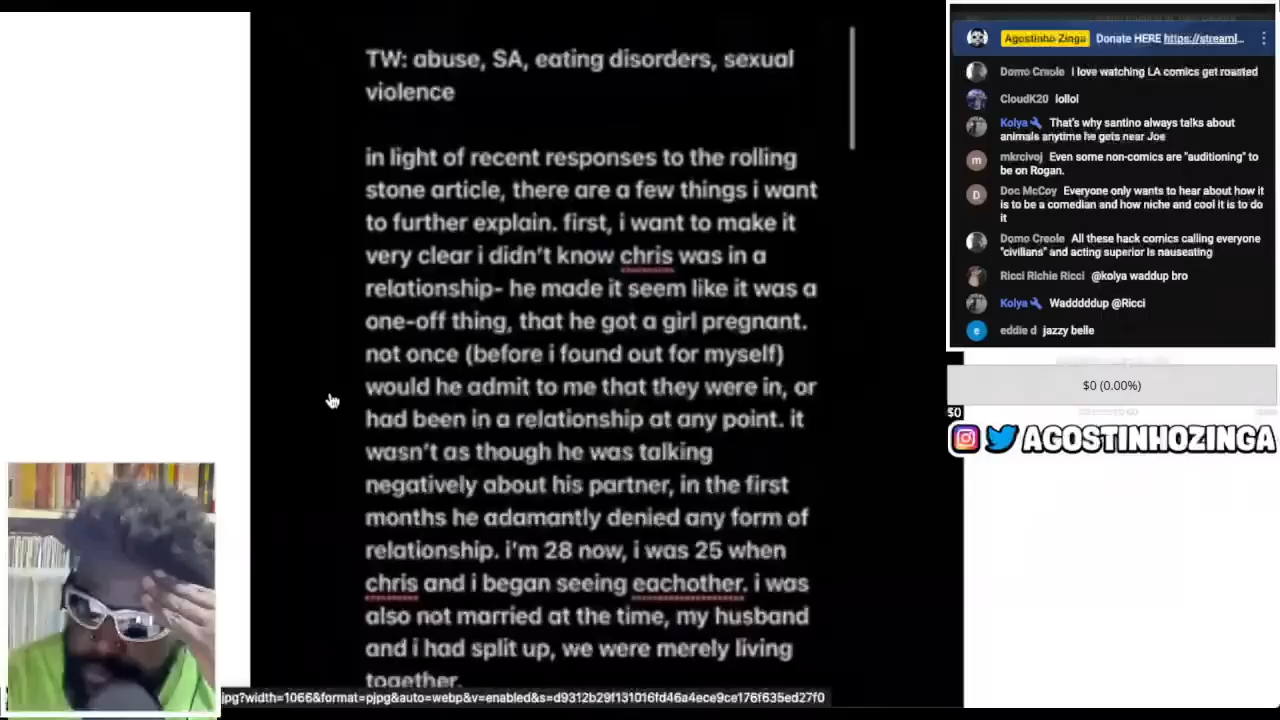 TW: abuse, SA, eating disorders, sexual
violence
in light of recent responses to the rolling
stone article, there are a few things i want
to further explain. first, i want to make it
very clear i didn't know chris was in a
relationship- he made it seem like it was a
one-off thing, that he got a girl pregnant.
not once (before i found out for myself)
would he admit to me that they were in, or
had been in a relationship at any point. it
wasn't as though he was talking
negatively about his partner, in the first
months he adamantly denied any form of
relationship. i'm 28 now, i was 25 when
chris and i began seeing eachother. i was
also not married at the time, my husband
and i had split up, we were merely living
together.
jpg?width=1066&format=pjpg&auto=webp&v=enabled&s=d9312b29f131016fd46a4ece9ce176f635ed27f0
Agostinho Zinga Donate HERE https://streaml...
Domo Creole i love watching LA comics get roasted
CloudK20 lollol
Kolya That's why santino always talks about
animals anytime he gets near Joe
m
mkrcivoj Even some non-comics are "auditioning" to
be on Rogan.
D
Doc McCoy Everyone only wants to hear about how it
is to be a comedian and how niche and cool it is to do
it
Domo Creole All these hack comics calling everyone
"civilians" and acting superior is nauseating
Ricci Richie Ricci @kolya waddup bro
Kolya Wadddddup @Ricci
e
eddie d jazzy belle
$0 (0.00%)
$0
AGOSTINHOZINGA